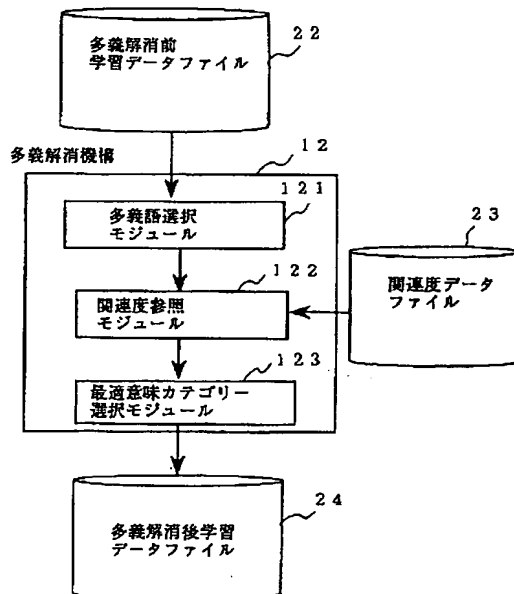 多義解消前
学習データファイル
２２
多義解消機構
１２
１２１
多義語選択
モジュール
２３
１２２
関連度参照
モジュール
関連度データ
ファイル
１２３
最適意味カテゴリー
選択モジュール
２４
多義解消後学習
データファイル